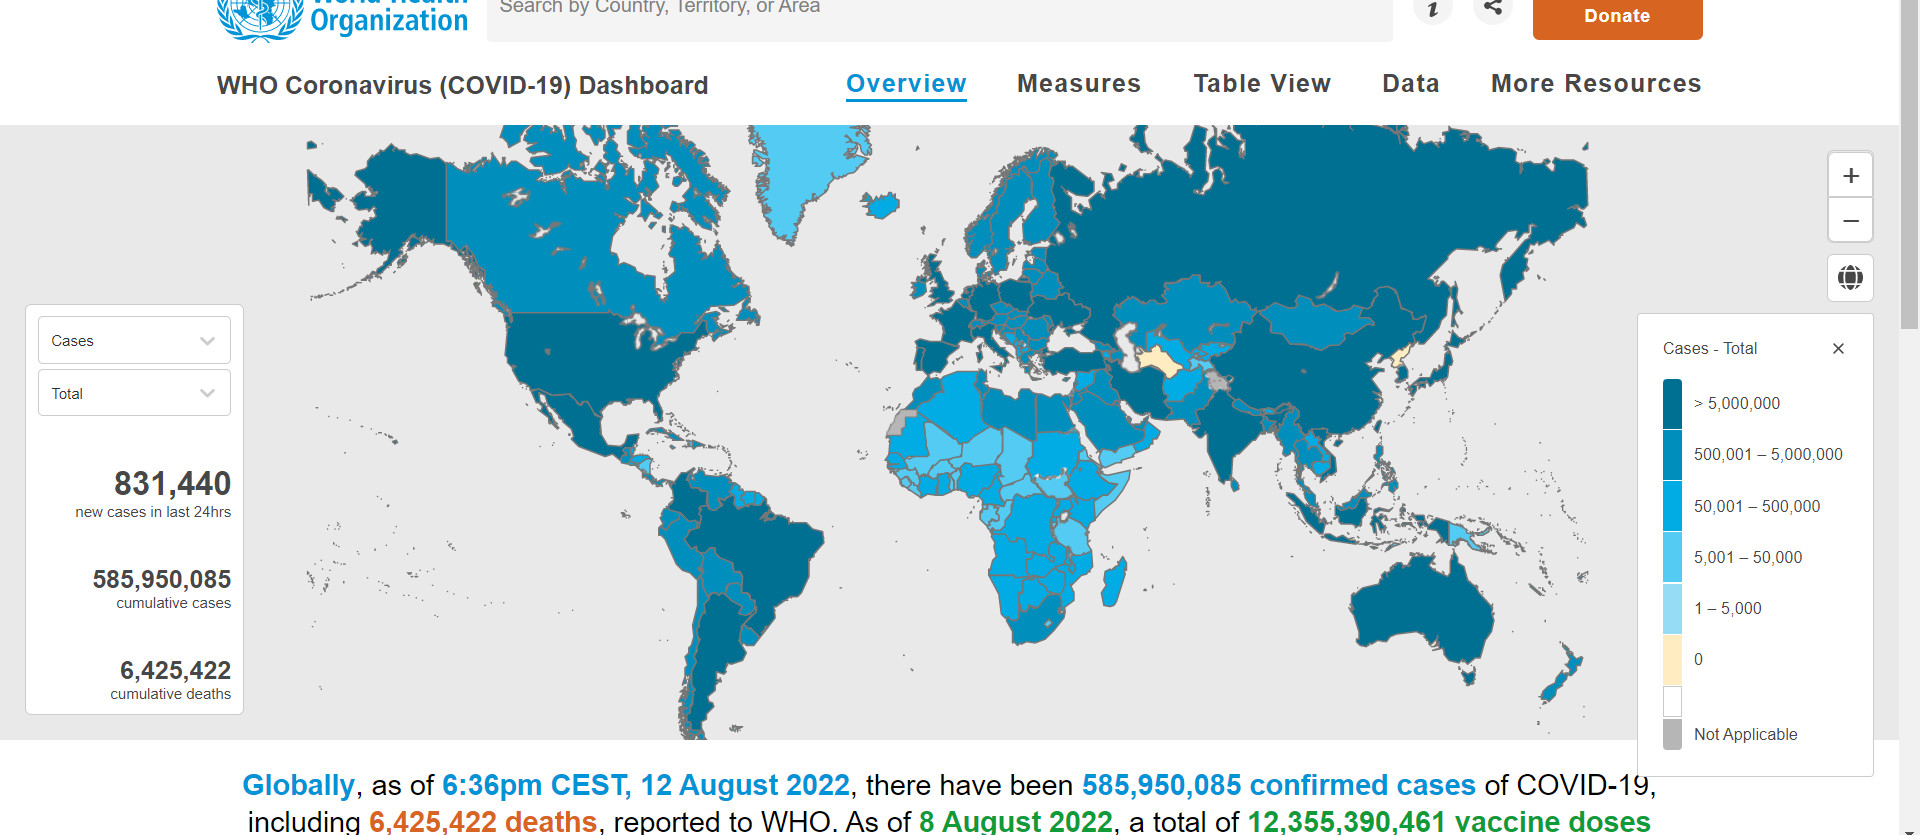 World Health
Organization
Search by Country, Territory, or Area
i
Donate
WHO Coronavirus (COVID-19) Dashboard
Overview
Measures
Table View
Data
More Resources
+
−
Cases
Total
831,440
new cases in last 24hrs
585,950,085
cumulative cases
6,425,422
cumulative deaths
Cases - Total
> 5,000,000
500,001 – 5,000,000
50,001 – 500,000
5,001 – 50,000
1 – 5,000
0
Not Applicable
Globally, as of 6:36pm CEST, 12 August 2022, there have been 585,950,085 confirmed cases of COVID-19,
including 6,425,422 deaths, reported to WHO. As of 8 August 2022, a total of 12,355,390,461 vaccine doses